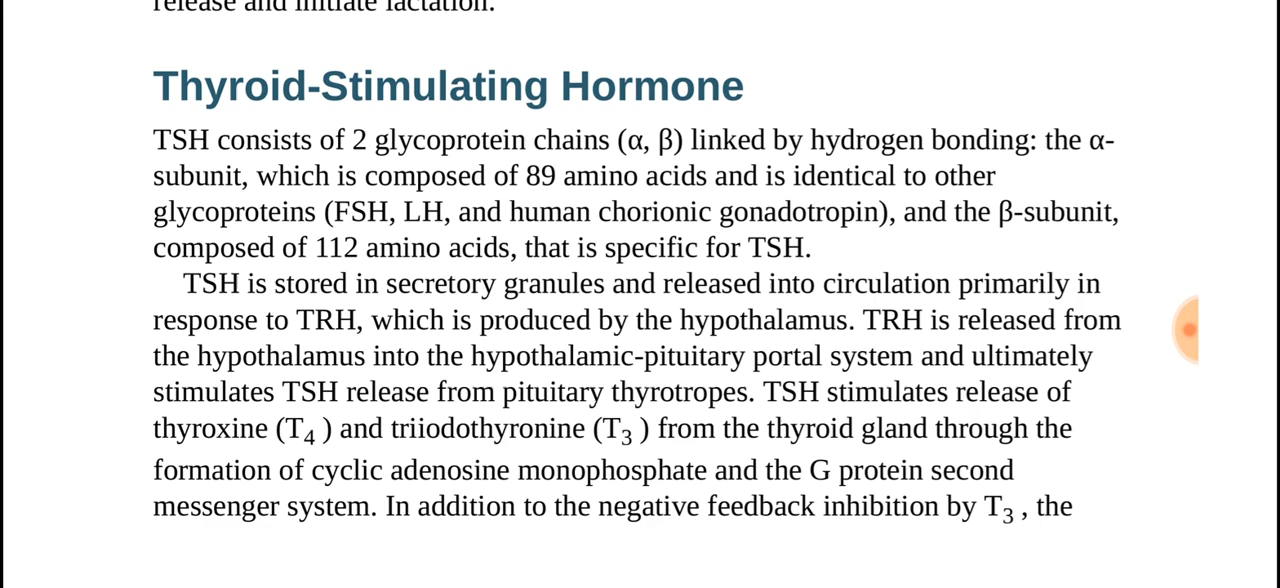 release and initiate lactation.
Thyroid-Stimulating Hormone
TSH consists of 2 glycoprotein chains (α, β) linked by hydrogen bonding: the α-
subunit, which is composed of 89 amino acids and is identical to other
glycoproteins (FSH, LH, and human chorionic gonadotropin), and the β-subunit,
composed of 112 amino acids, that is specific for TSH.
TSH is stored in secretory granules and released into circulation primarily in
response to TRH, which is produced by the hypothalamus. TRH is released from
the hypothalamus into the hypothalamic-pituitary portal system and ultimately
stimulates TSH release from pituitary thyrotropes. TSH stimulates release of
thyroxine (T4 ) and triiodothyronine (T3 ) from the thyroid gland through the
formation of cyclic adenosine monophosphate and the G protein second
messenger system. In addition to the negative feedback inhibition by T3 , the